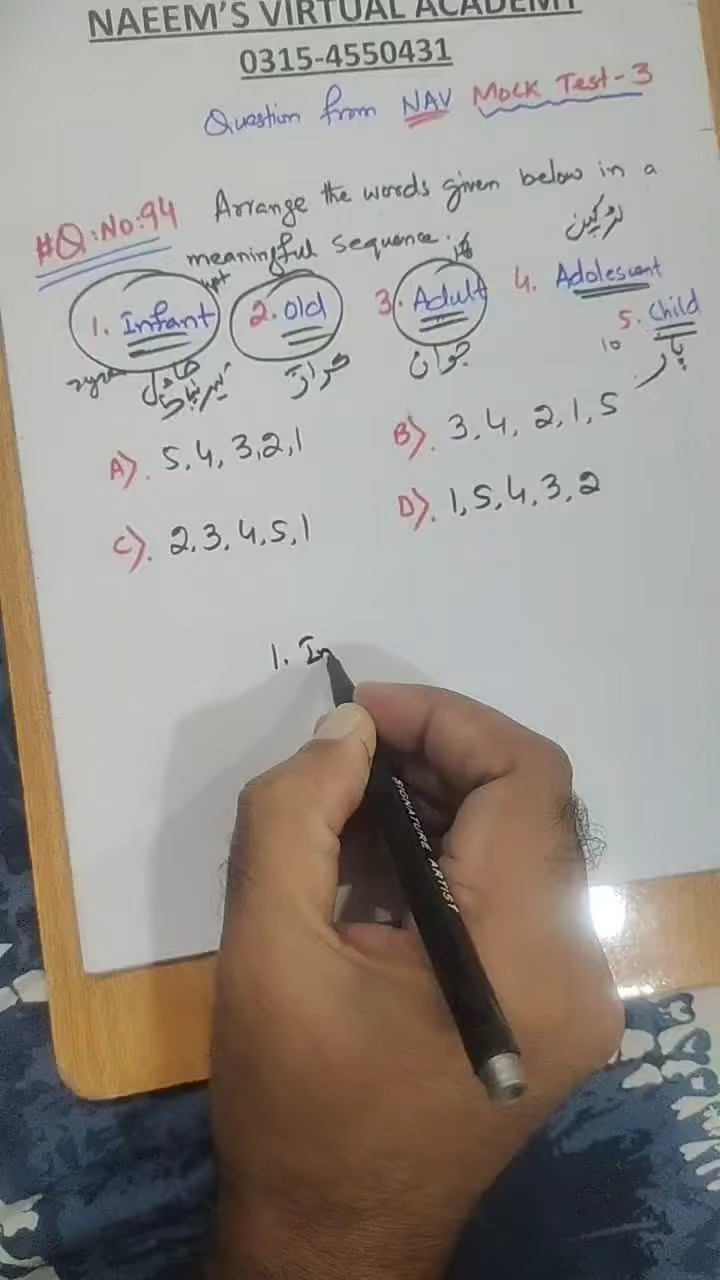 NAEEM'S VIRTUAL ACADEMY
0315-4550431
Question from NAV Mock Test-3
#Q:No:94 Arrange the words given below in a
meaningful sequence.
1. Infant 2. Old 3. Adult 4. Adolescent
5. Child
10
جوان
A). 5,4,3,2,1
B). 3,4,2,1,5
C). 2,3,4,5,1
D). 1,5,4,3,2
1. In
SIGNATURE ARTIST